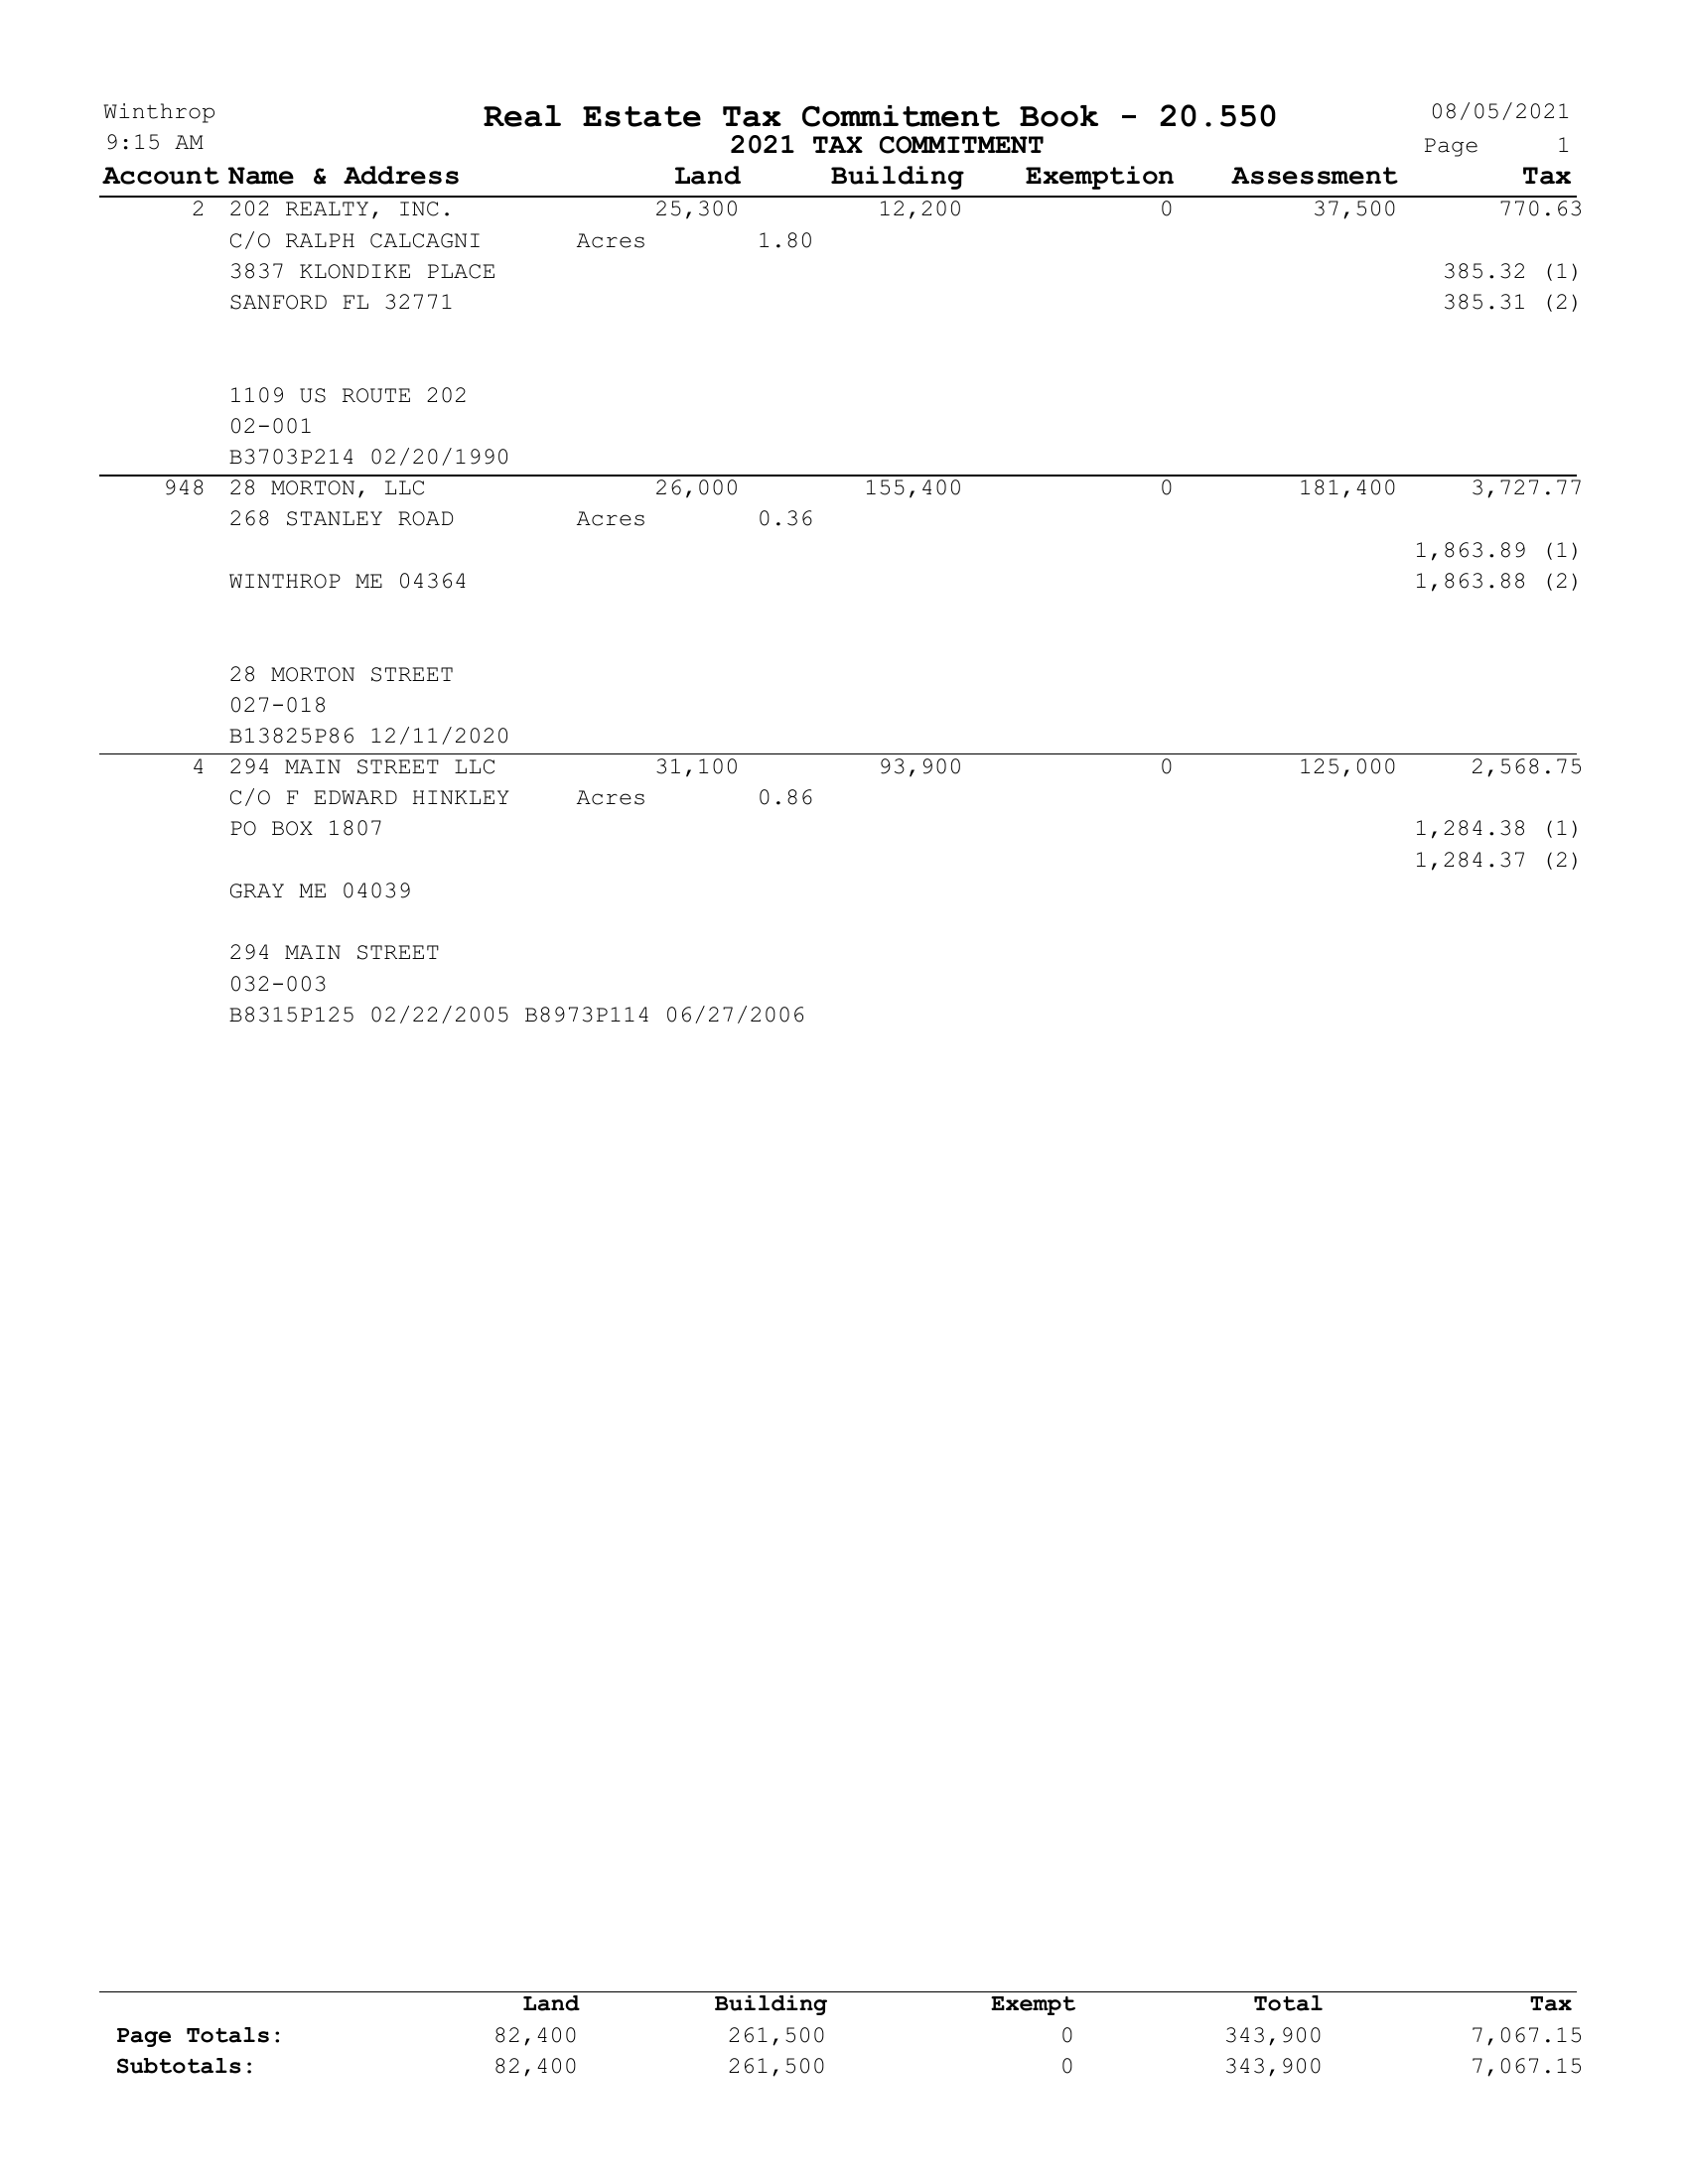 Winthrop Real Estate Tax Commitment Book - 20.550 08/05/2021
9:15 AM 2021 TAX COMMITMENT Page 1
Account Name & Address Land Building Exemption Assessment Tax
2 202 REALTY, INC. 25,300 12,200 0 37,500 770.63
C/O RALPH CALCAGNI Acres 1.80
3837 KLONDIKE PLACE 385.32 (1)
SANFORD FL 32771 385.31 (2)
1109 US ROUTE 202
02-001
B3703P214 02/20/1990
948 28 MORTON, LLC 26,000 155,400 0 181,400 3,727.77
268 STANLEY ROAD Acres 0.36
1,863.89 (1)
WINTHROP ME 04364 1,863.88 (2)
28 MORTON STREET
027-018
B13825P86 12/11/2020
4 294 MAIN STREET LLC 31,100 93,900 0 125,000 2,568.75
C/O F EDWARD HINKLEY Acres 0.86
PO BOX 1807 1,284.38 (1)
1,284.37 (2)
GRAY ME 04039
294 MAIN STREET
032-003
B8315P125 02/22/2005 B8973P114 06/27/2006
Land Building Exempt Total Tax
Page Totals: 82,400 261,500 0 343,900 7,067.15
Subtotals: 82,400 261,500 0 343,900 7,067.15